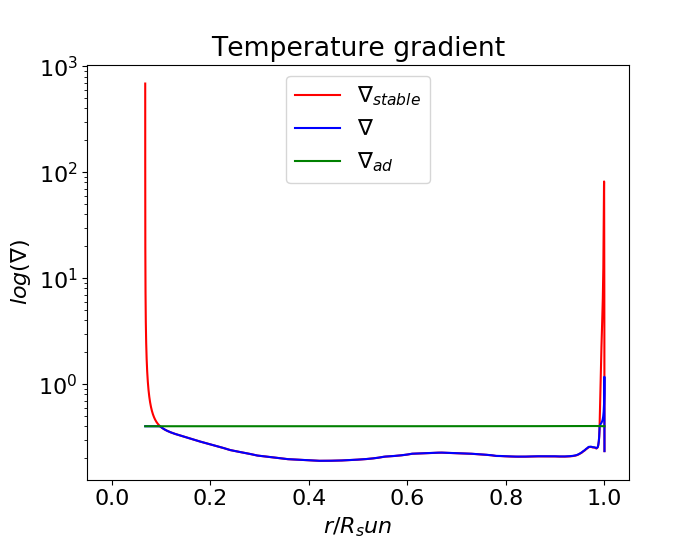 Temperature gradient
10³
10²
10¹
10⁰
log(∇)
∇stable
∇
∇ad
0.0 0.2 0.4 0.6 0.8 1.0
r/Rsun